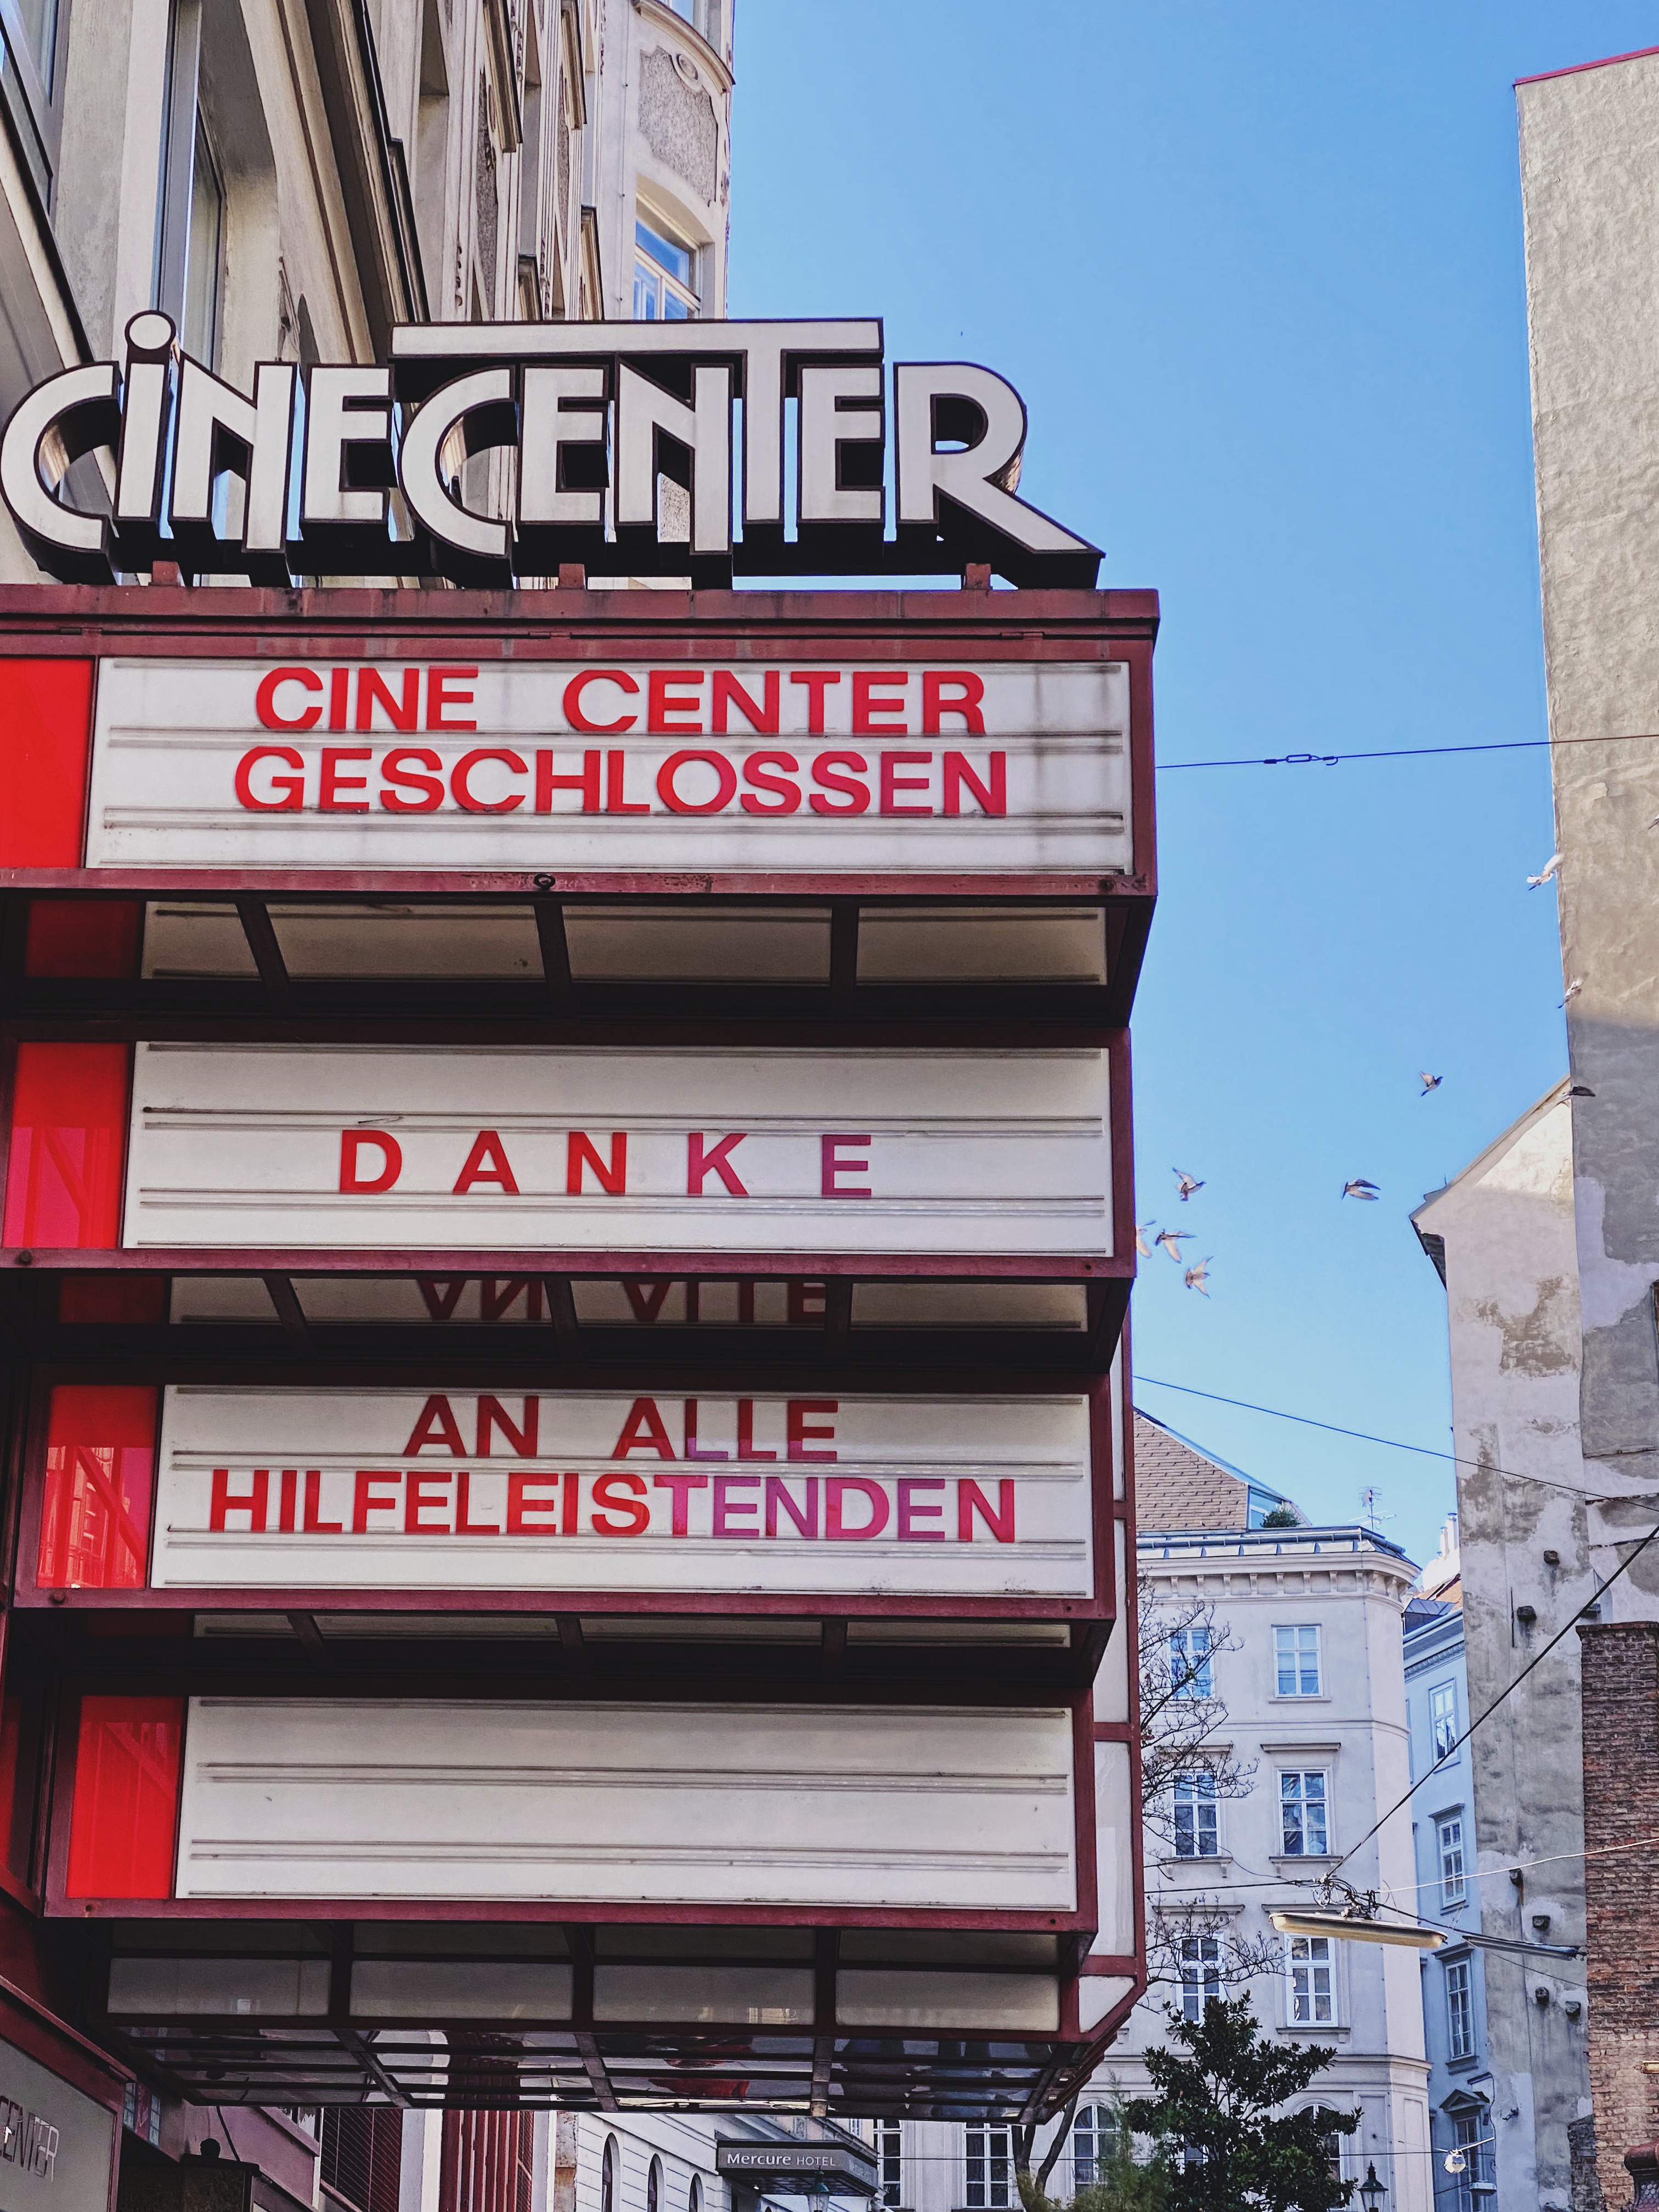 CiNECENTER
CINE CENTER
GESCHLOSSEN
DANKE
AN ALLE
HILFELEISTENDEN
Mercure HOTEL